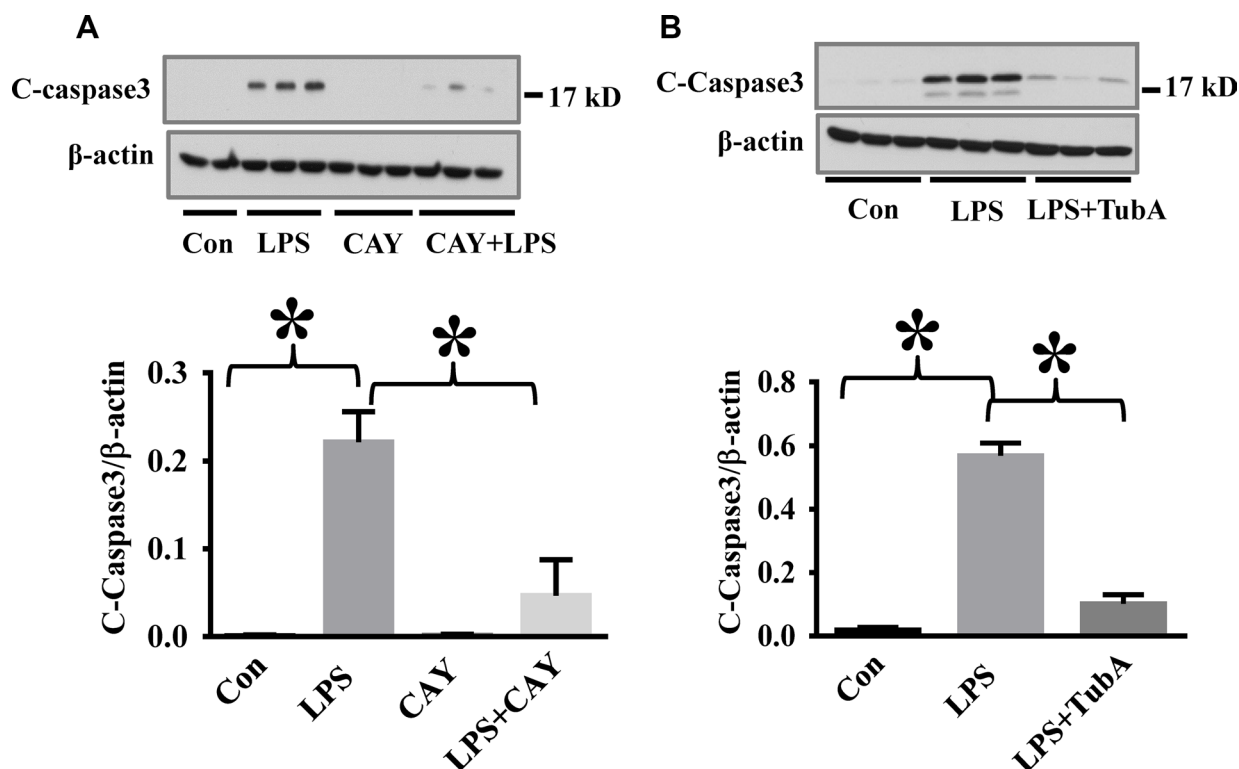 A
C-caspase3
17 kD
β-actin
Con LPS CAY CAY+LPS
*
*
C-Caspase3/β-actin
0.3
0.2
0.1
0.0
Con
LPS
CAY
LPS+CAY
B
C-Caspase3
17 kD
β-actin
Con LPS LPS+TubA
*
*
C-Caspase3/β-actin
0.8
0.6
0.4
0.2
0.0
Con
LPS
LPS+TubA